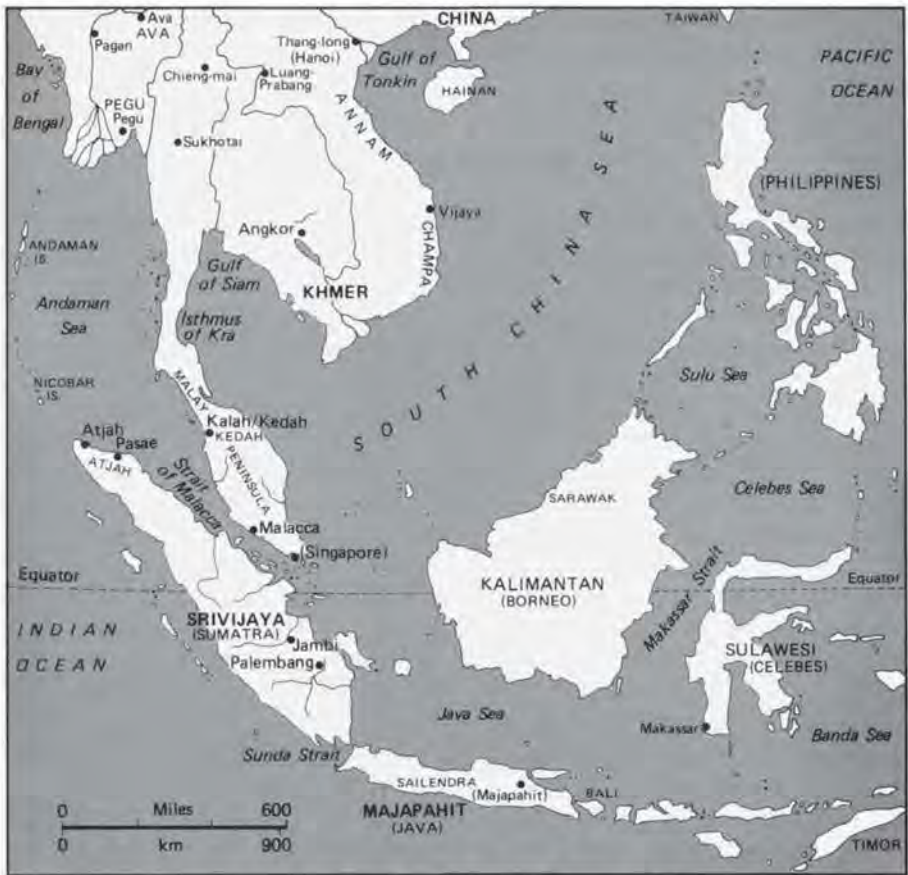 CHINA
TAIWAN
Ava
AVA
Pagan
Thang-long
(Hanoi)
Gulf of
Tonkin
PACIFIC
OCEAN
Bay
of
Bengal
Chieng-mai
Luang-
Prabang
HAINAN
PEGU
Pegu
ANNAM
Sukhotai
SOUTH CHINA SEA
(PHILIPPINES)
Vijaya
Angkor
CHAMPA
ANDAMAN
IS.
Gulf
of Siam
KHMER
Andaman
Sea
Isthmus
of Kra
NICOBAR
IS.
Sulu Sea
MALAY
PENINSULA
Kalah/Kedah
KEDAH
Atjah
Pasae
ATJAH
Strait
of Malacca
SARAWAK
Celebes Sea
Malacca
(Singapore)
Equator
KALIMANTAN
(BORNEO)
Makassar Strait
Equator
INDIAN
OCEAN
SRIVIJAYA
(SUMATRA)
Jambi
Palembang
SULAWESI
(CELEBES)
Java Sea
Makassar
Banda Sea
Sunda Strait
SAILENDRA
(Majapahit)
BALI
MAJAPAHIT
(JAVA)
TIMOR
0 Miles 600
0 km 900